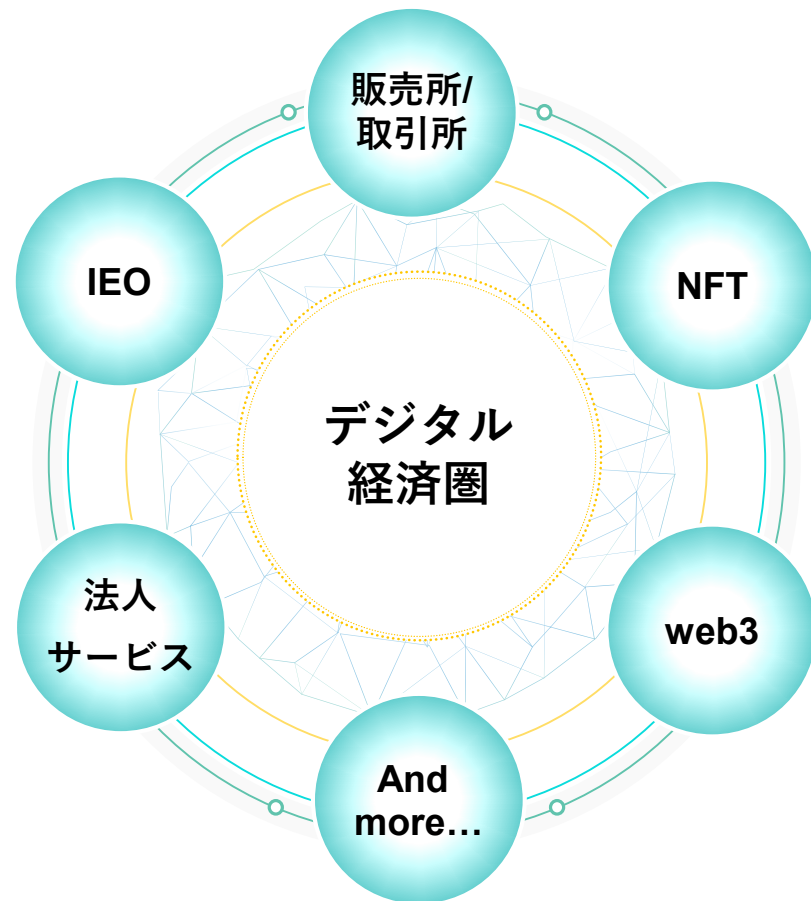 販売所/
取引所
IEO
NFT
デジタル
経済圏
法人
サービス
web3
And
more…